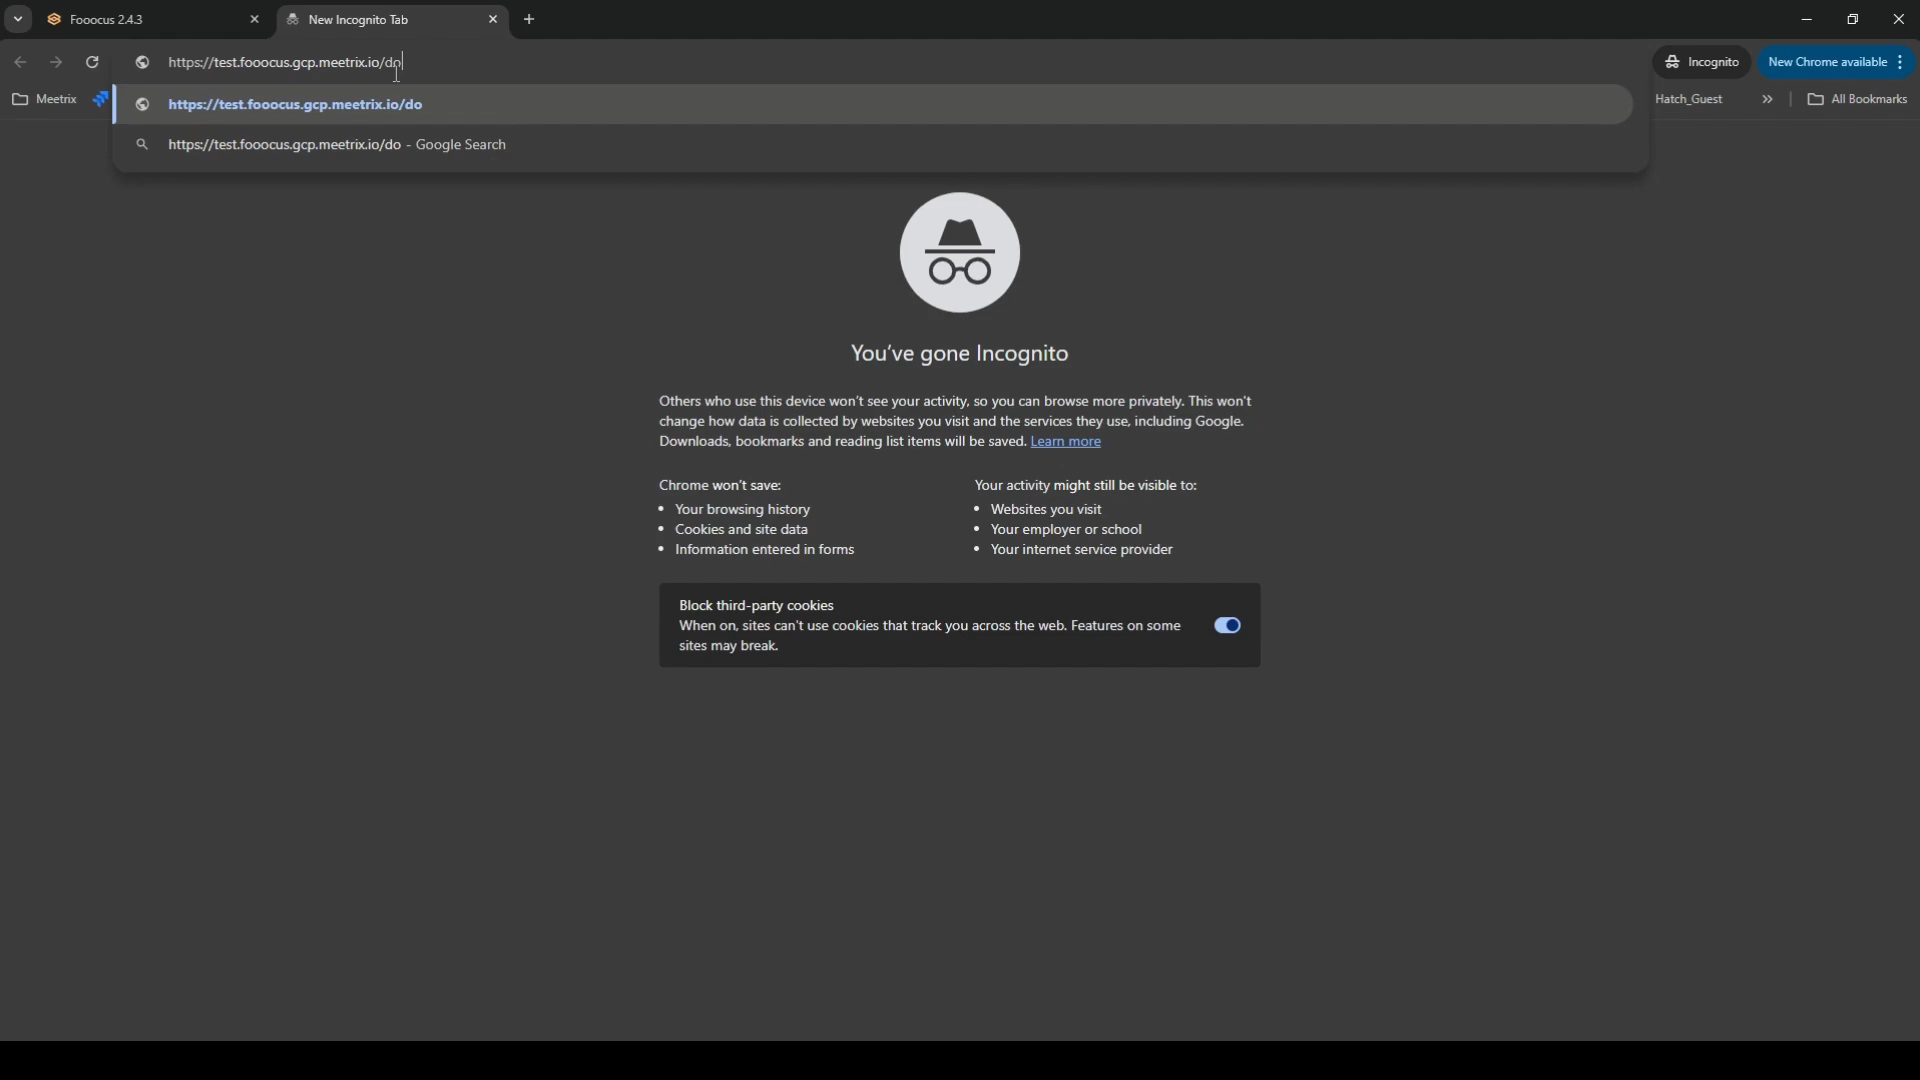 Fooocus 2.4.3
New Incognito Tab
https://test.fooocus.gcp.meetrix.io/do
Incognito
New Chrome available
Meetrix
https://test.fooocus.gcp.meetrix.io/do
Hatch_Guest
All Bookmarks
https://test.fooocus.gcp.meetrix.io/do - Google Search
You've gone Incognito
Others who use this device won't see your activity, so you can browse more privately. This won't
change how data is collected by websites you visit and the services they use, including Google.
Downloads, bookmarks and reading list items will be saved. Learn more
Chrome won't save:
• Your browsing history
• Cookies and site data
• Information entered in forms
Your activity might still be visible to:
• Websites you visit
• Your employer or school
• Your internet service provider
Block third-party cookies
When on, sites can't use cookies that track you across the web. Features on some
sites may break.